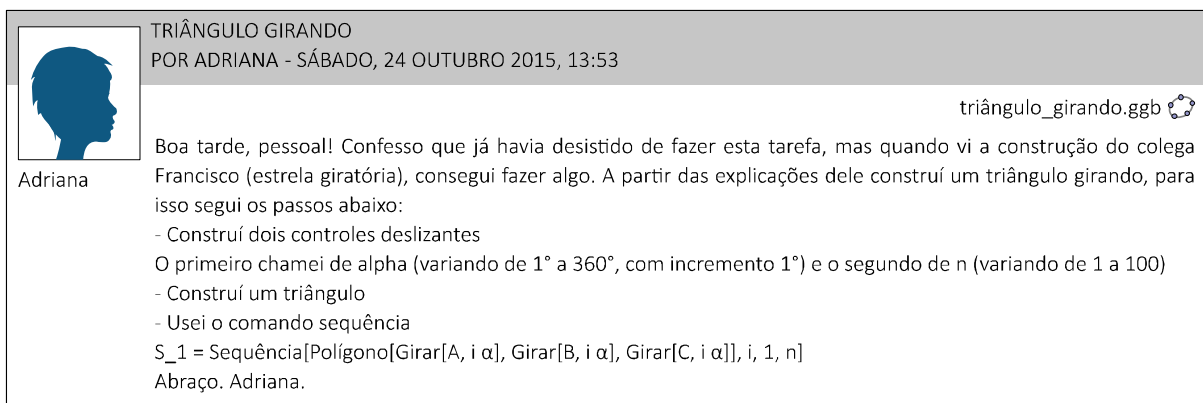 TRIÂNGULO GIRANDO
POR ADRIANA - SÁBADO, 24 OUTUBRO 2015, 13:53
triângulo_girando.ggb
Adriana
Boa tarde, pessoal! Confesso que já havia desistido de fazer esta tarefa, mas quando vi a construção do colega
Francisco (estrela giratória), consegui fazer algo. A partir das explicações dele construí um triângulo girando, para
isso segui os passos abaixo:
- Construí dois controles deslizantes
O primeiro chamei de alpha (variando de 1° a 360°, com incremento 1°) e o segundo de n (variando de 1 a 100)
- Construí um triângulo
- Usei o comando sequência
S_1 = Sequência[Polígono[Girar[A, i α], Girar[B, i α], Girar[C, i α]], i, 1, n]
Abraço. Adriana.